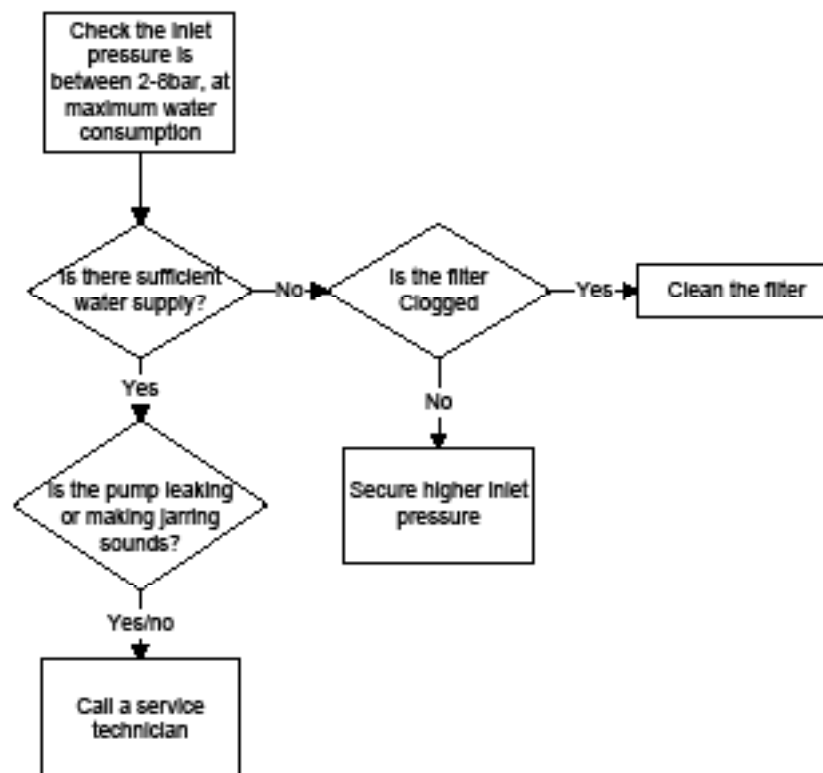 Check the inlet
pressure is
between 2-8bar, at
maximum water
consumption
Is there sufficient
water supply?
No
Is the filter
Clogged
Yes
Clean the filter
Yes
No
Is the pump leaking
or making jarring
sounds?
Secure higher inlet
pressure
Yes/no
Call a service
technician